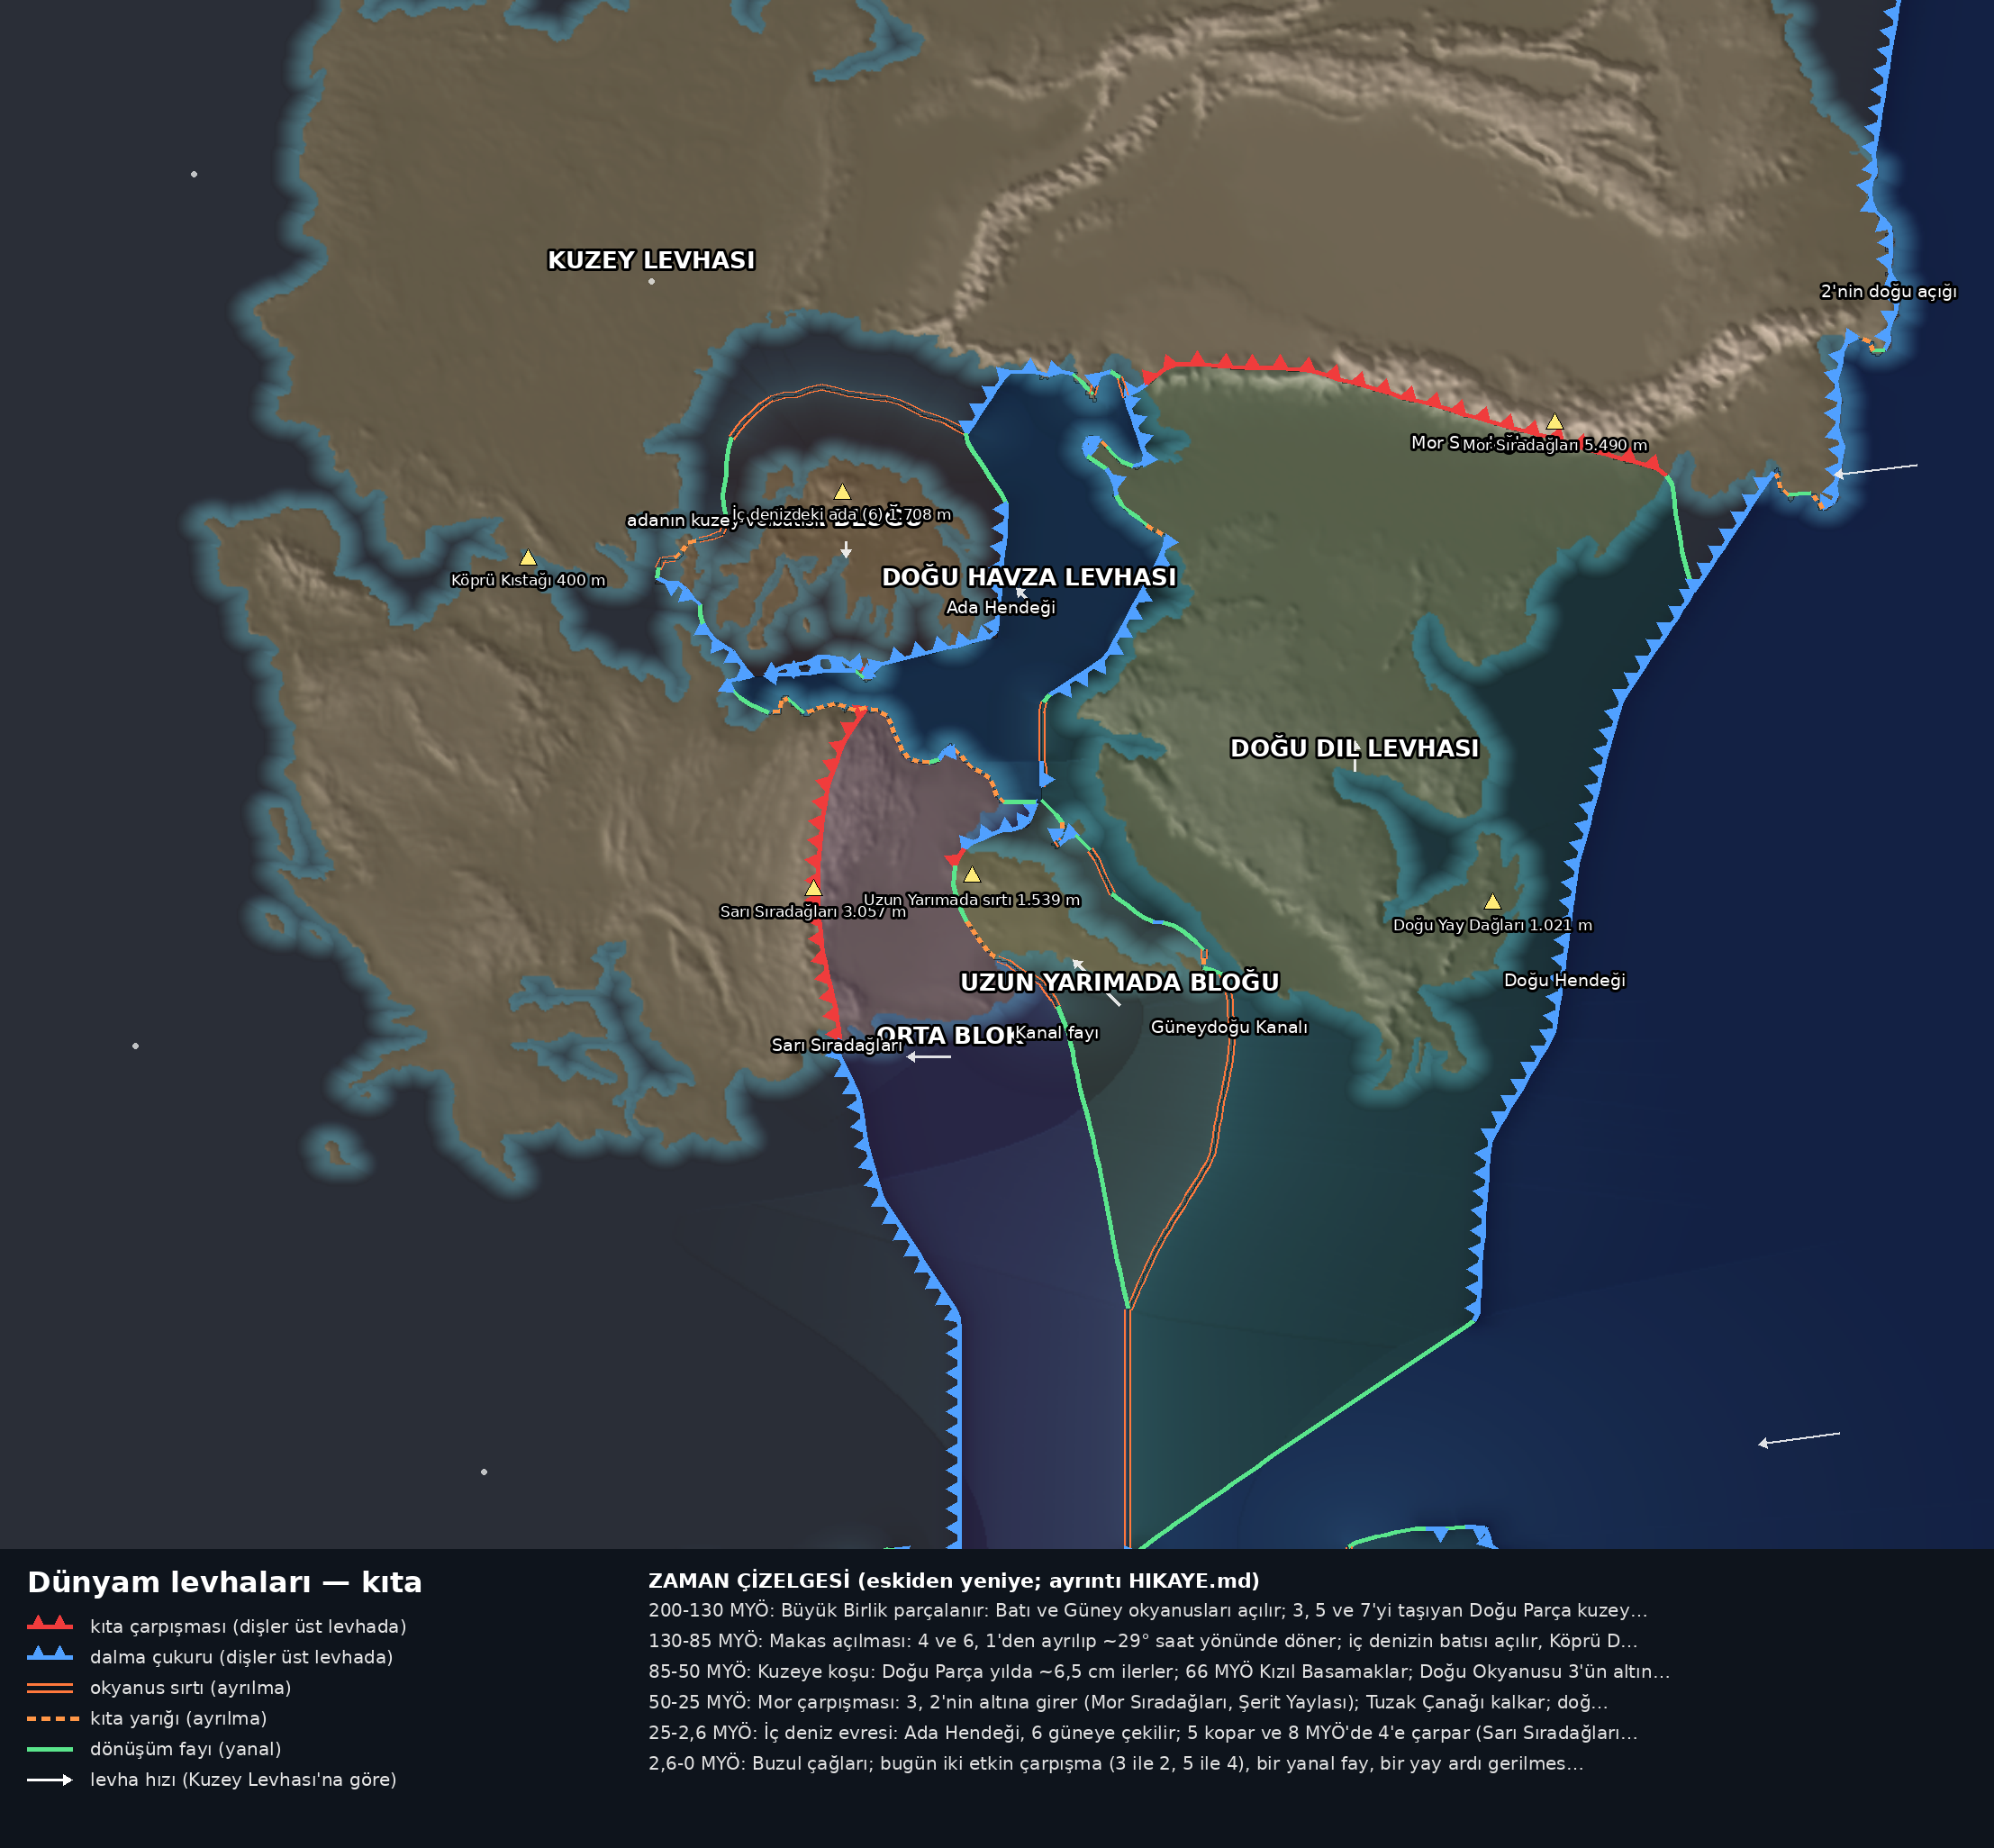 KUZEY LEVHASI
2'nin doğu açığı
Mor Sıradağları 5.490 m
adanın kuzey
İç denizdeki ada (6) 1.708 m
BLOĞU
Köprü Kıstağı 400 m
DOĞU HAVZA LEVHASI
Ada Hendeği
DOĞU DIL LEVHASI
Sarı Sıradağları 3.057 m
Uzun Yarımada sırtı 1.539 m
Doğu Yay Dağları 1.021 m
UZUN YARIMADA BLOĞU
Doğu Hendeği
ORTA BLOK
Kanal fayı
Güneydoğu Kanalı
Sarı Sıradağları
Dünyam levhaları — kıta
kıta çarpışması (dişler üst levhada)
dalma çukuru (dişler üst levhada)
okyanus sırtı (ayrılma)
kıta yarığı (ayrılma)
dönüşüm fayı (yanal)
levha hızı (Kuzey Levhası'na göre)
ZAMAN ÇİZELGESİ (eskiden yeniye; ayrıntı HIKAYE.md)
200-130 MYÖ: Büyük Birlik parçalanır: Batı ve Güney okyanusları açılır; 3, 5 ve 7'yi taşıyan Doğu Parça kuzey…
130-85 MYÖ: Makas açılması: 4 ve 6, 1'den ayrılıp ~29° saat yönünde döner; iç denizin batısı açılır, Köprü D…
85-50 MYÖ: Kuzeye koşu: Doğu Parça yılda ~6,5 cm ilerler; 66 MYÖ Kızıl Basamaklar; Doğu Okyanusu 3'ün altın…
50-25 MYÖ: Mor çarpışması: 3, 2'nin altına girer (Mor Sıradağları, Şerit Yaylası); Tuzak Çanağı kalkar; doğ…
25-2,6 MYÖ: İç deniz evresi: Ada Hendeği, 6 güneye çekilir; 5 kopar ve 8 MYÖ'de 4'e çarpar (Sarı Sıradağları…
2,6-0 MYÖ: Buzul çağları; bugün iki etkin çarpışma (3 ile 2, 5 ile 4), bir yanal fay, bir yay ardı gerilmes…